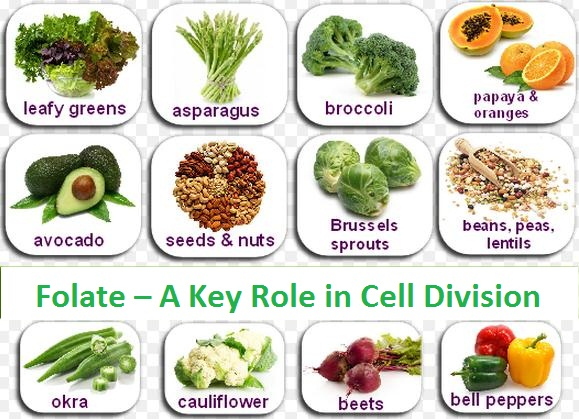 leafy greens
asparagus
broccoli
papaya &
oranges
avocado
seeds & nuts
Brussels
sprouts
beans, peas,
lentils
Folate – A Key Role in Cell Division
okra
cauliflower
beets
bell peppers